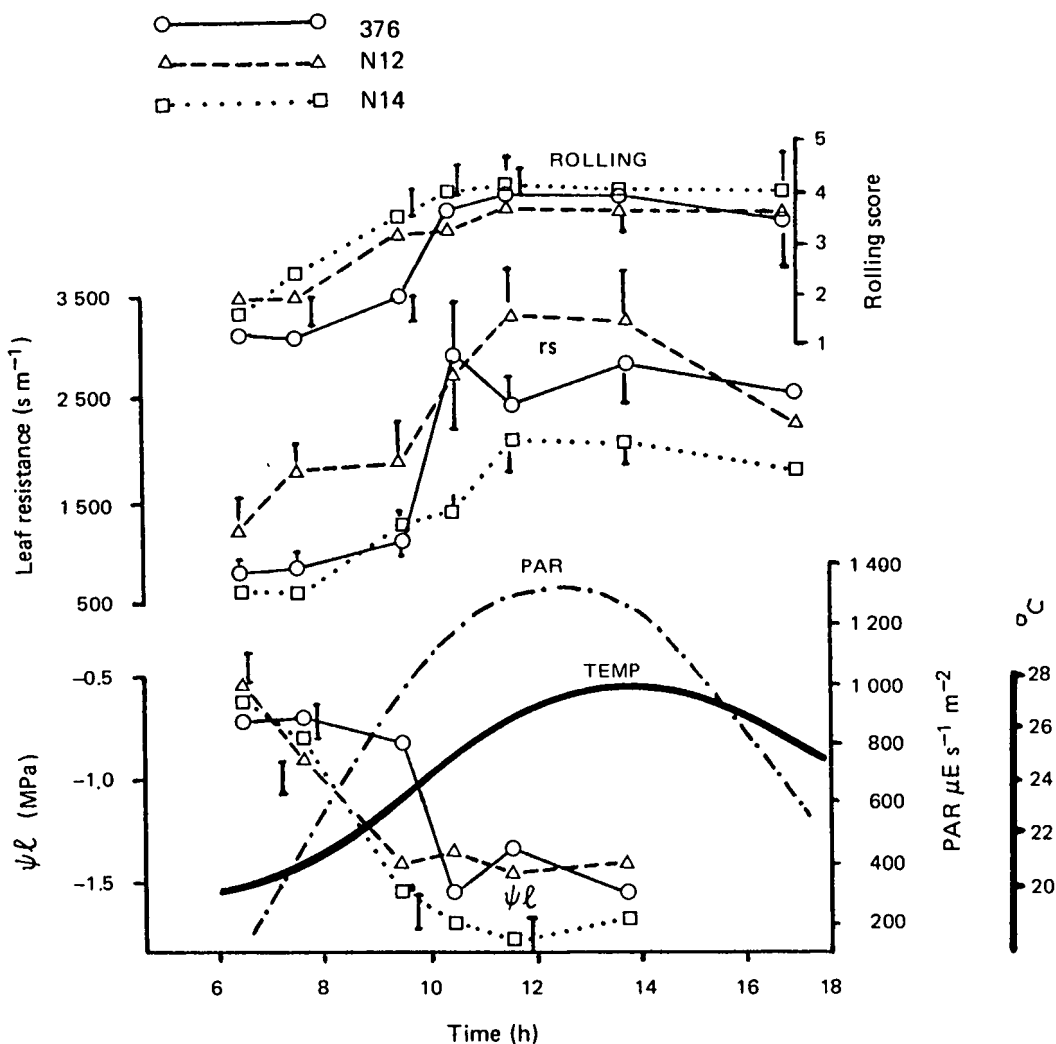 376
N12
N14
ROLLING
5
4
3
2
1
Rolling score
3 500
2 500
1 500
500
Leaf resistance (s m⁻¹)
rs
PAR
1 400
1 200
1 000
800
600
400
200
PAR µE s⁻¹ m⁻²
°C
28
26
24
22
20
TEMP
−0.5
−1.0
−1.5
ψℓ (MPa)
ψℓ
6 8 10 12 14 16 18
Time (h)